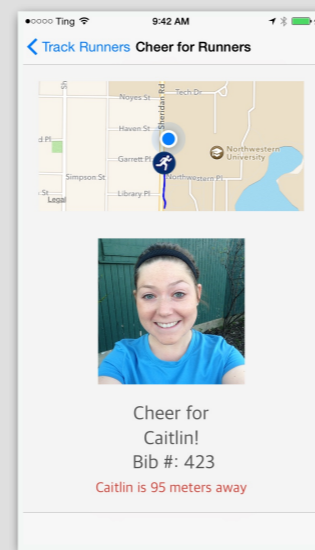 Ting 9:42 AM
Track Runners Cheer for Runners
Noyes St
Tech Dr
Sheridan Rd
Haven St
d Pl
Garrett Pl
Northwestern
University
Simpson St
Northwestern Pl
St
Library Pl
Legal
Cheer for
Caitlin!
Bib #: 423
Caitlin is 95 meters away